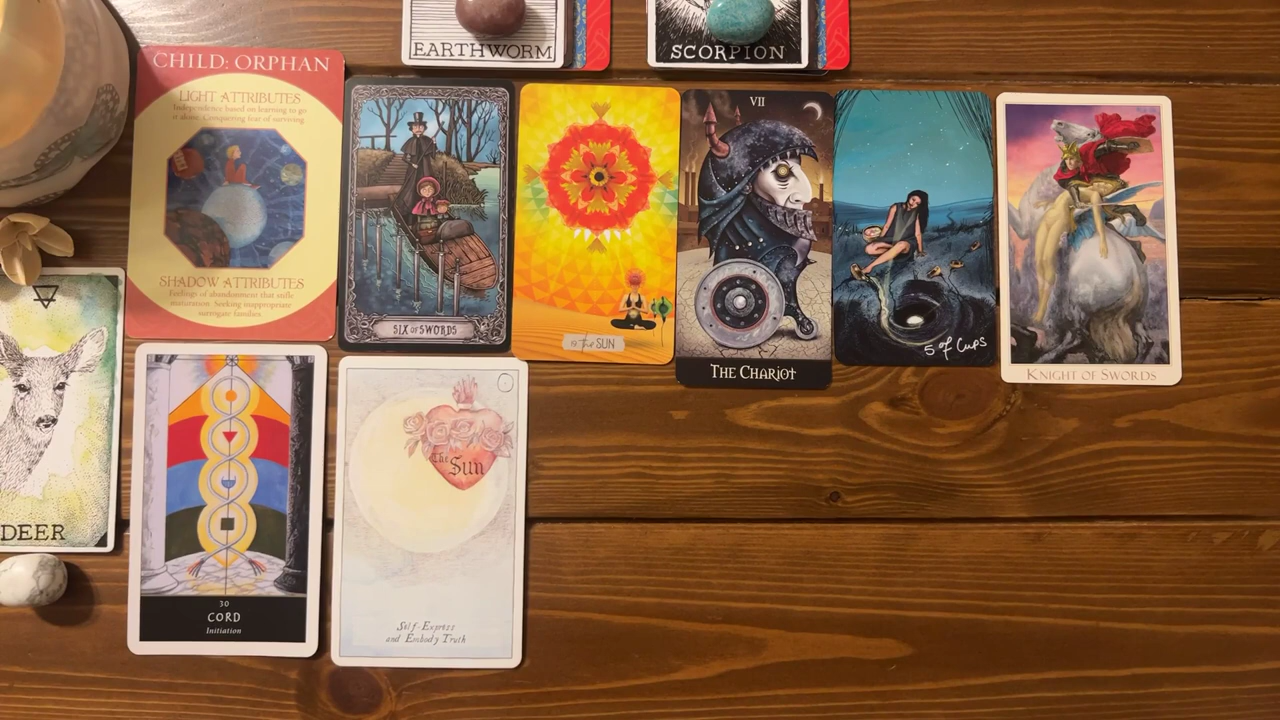 EARTHWORM
SCORPION
CHILD: ORPHAN
LIGHT ATTRIBUTES
Independence based on learning to go
it alone. Conquering fear of surviving.
SHADOW ATTRIBUTES
Feelings of abandonment that stifle
maturation. Seeking inappropriate
surrogate families.
SIX OF SWORDS
19 The SUN
VII
THE CHARIOT
5 of Cups
KNIGHT OF SWORDS
DEER
30
CORD
Initiation
The
Sun
Self-Express
and Embody Truth